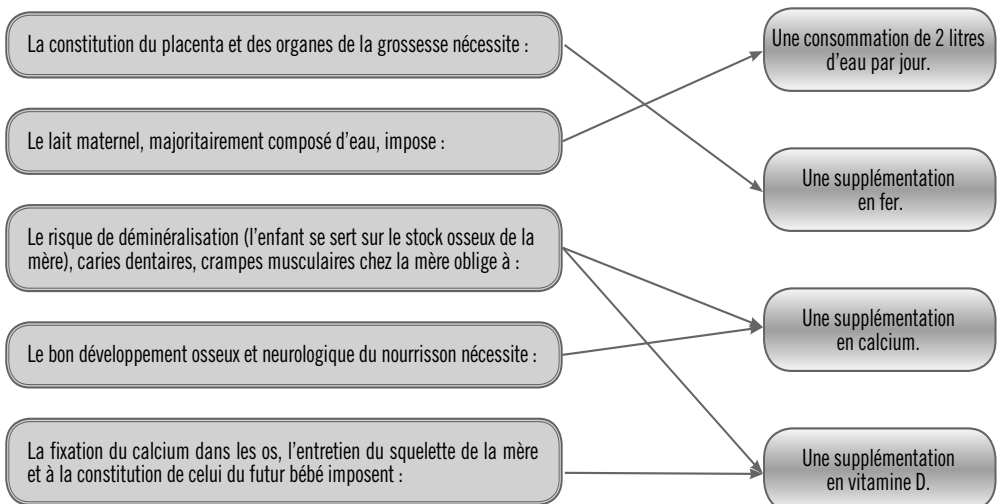 La constitution du placenta et des organes de la grossesse nécessite :
Le lait maternel, majoritairement composé d'eau, impose :
Le risque de déminéralisation (l'enfant se sert sur le stock osseux de la
mère), caries dentaires, crampes musculaires chez la mère oblige à :
Le bon développement osseux et neurologique du nourrisson nécessite :
La fixation du calcium dans les os, l'entretien du squelette de la mère
et à la constitution de celui du futur bébé imposent :
Une consommation de 2 litres
d'eau par jour.
Une supplémentation
en fer.
Une supplémentation
en calcium.
Une supplémentation
en vitamine D.